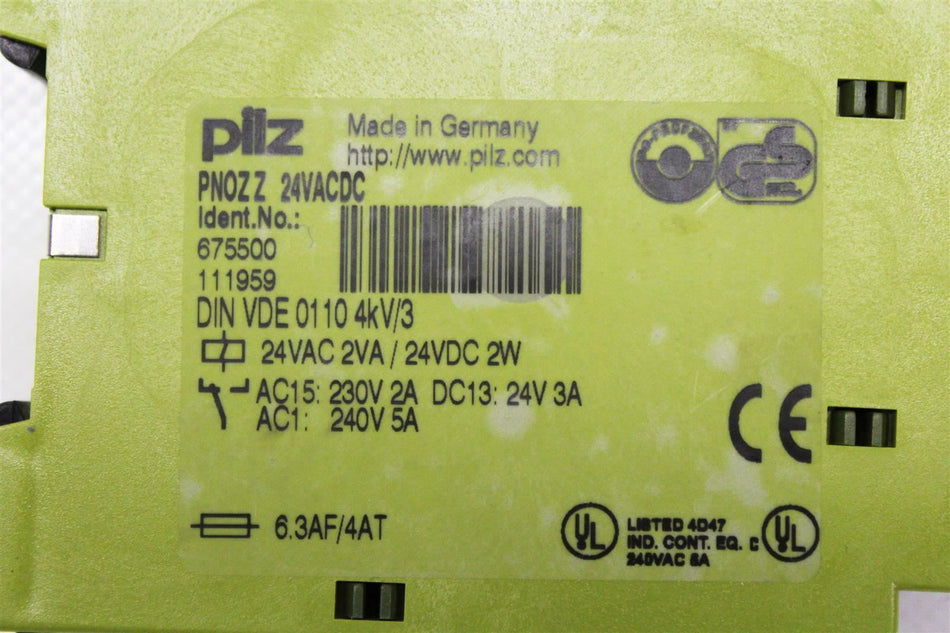 pilz
Made in Germany
http://www.pilz.com
PNOZ Z 24VACDC
Ident.No.:
675500
111959
DIN VDE 0110 4kV/3
24VAC 2VA / 24VDC 2W
AC15: 230V 2A DC13: 24V 3A
AC1: 240V 5A
CE
6.3AF/4AT
UL
LISTED 4D47
IND. CONT. EQ. C
240VAC 5A
UL